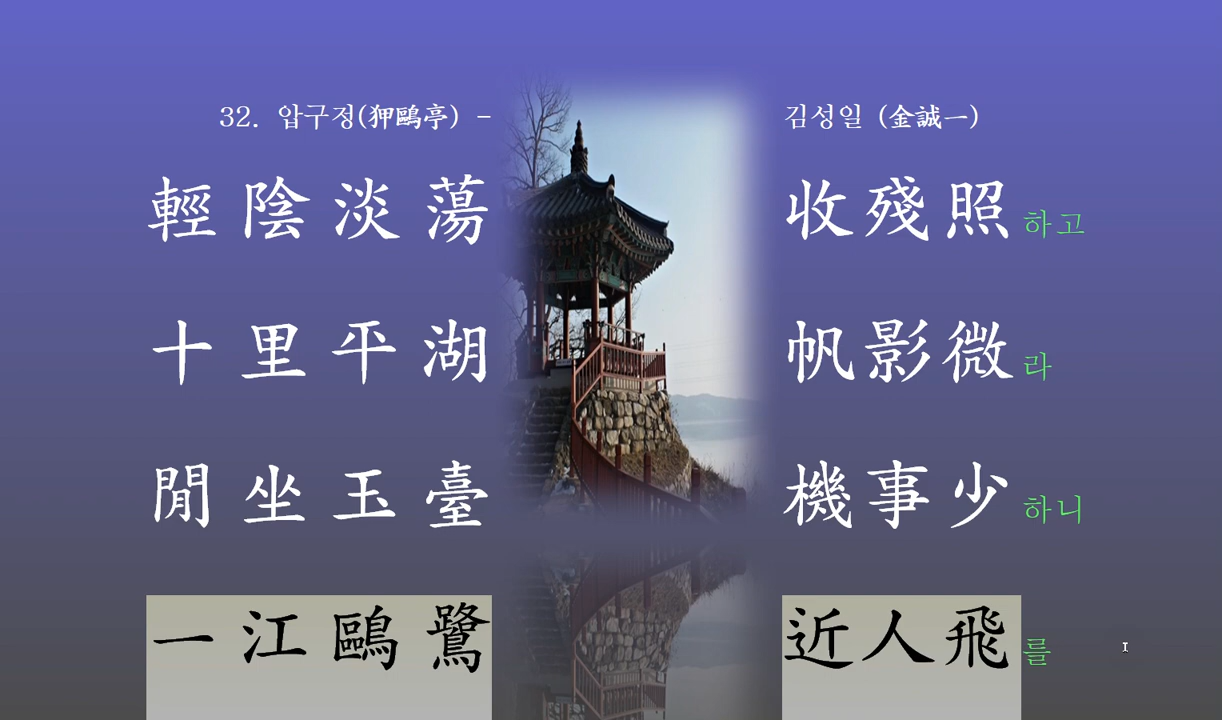 32. 압구정(狎鷗亭) - 김성일 (金誠一)
輕陰淡蕩 收殘照하고
十里平湖 帆影微라
閒坐玉臺 機事少하니
一江鷗鷺 近人飛를